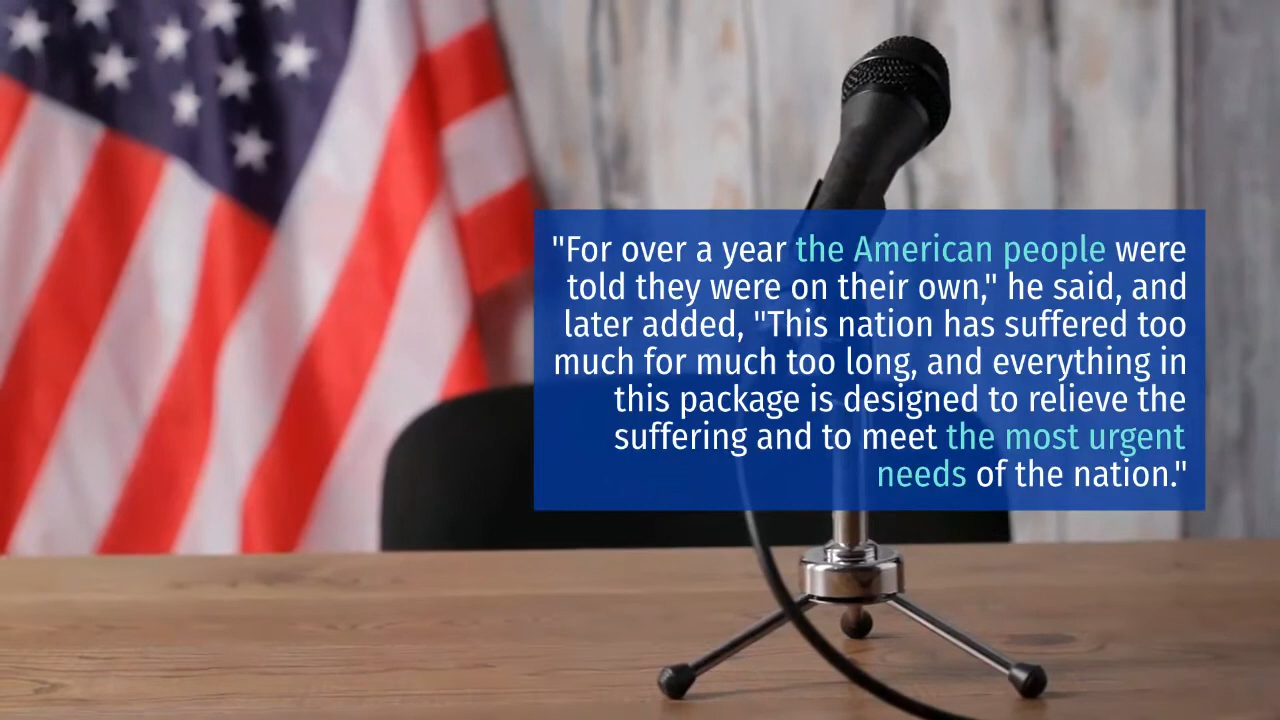 "For over a year the American people were
told they were on their own," he said, and
later added, "This nation has suffered too
much for much too long, and everything in
this package is designed to relieve the
suffering and to meet the most urgent
needs of the nation."